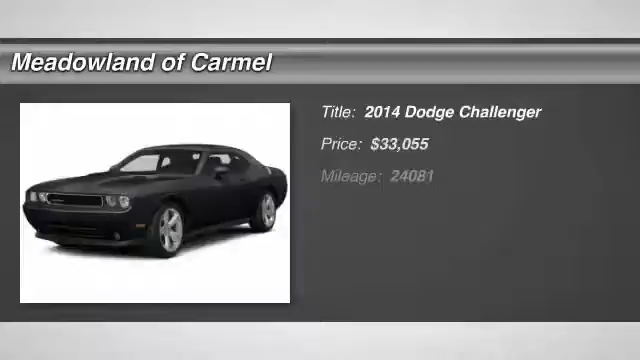 Meadowland of Carmel
Title: 2014 Dodge Challenger
Price: $33,055
Mileage: 24081